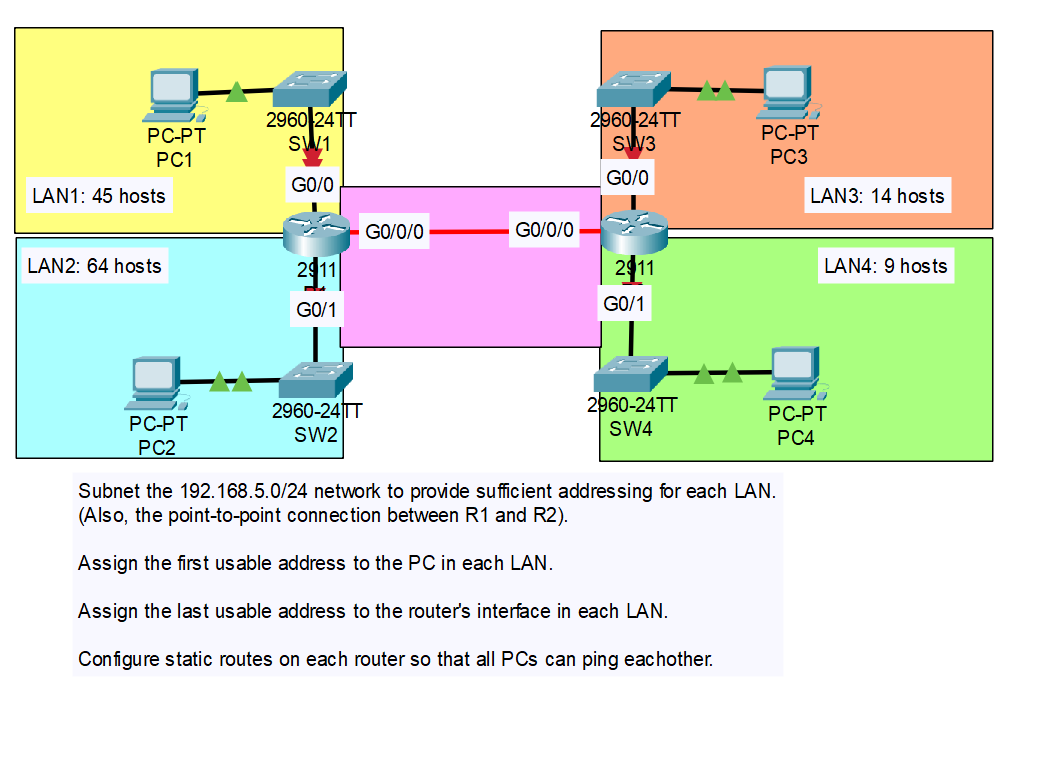 PC-PT
PC1
2960-24TT
SW1
G0/0
LAN1: 45 hosts
2960-24TT
SW3
PC-PT
PC3
G0/0
LAN3: 14 hosts
LAN2: 64 hosts
2911
G0/0/0
G0/0/0
2911
LAN4: 9 hosts
G0/1
G0/1
PC-PT
PC2
2960-24TT
SW2
2960-24TT
SW4
PC-PT
PC4
Subnet the 192.168.5.0/24 network to provide sufficient addressing for each LAN.
(Also, the point-to-point connection between R1 and R2).
Assign the first usable address to the PC in each LAN.
Assign the last usable address to the router's interface in each LAN.
Configure static routes on each router so that all PCs can ping eachother.